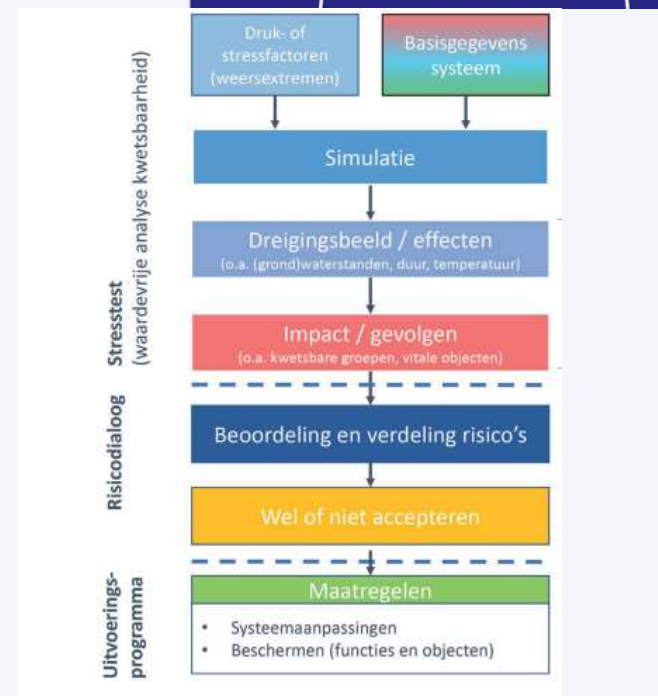 Druk- of
stressfactoren
(weersextremen)
Basisgegevens
systeem
Simulatie
Dreigingsbeeld / effecten
(o.a. (grond)waterstanden, duur, temperatuur)
Impact / gevolgen
(o.a. kwetsbare groepen, vitale objecten)
Stresstest
(waardevrije analyse kwetsbaarheid)
Beoordeling en verdeling risico's
Wel of niet accepteren
Risicodialoog
Maatregelen
• Systeemaanpassingen
• Beschermen (functies en objecten)
Uitvoerings-
programma